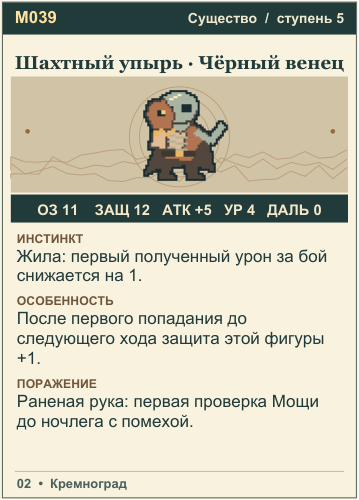 M039 Существо / ступень 5
Шахтный упырь · Чёрный венец
ОЗ 11 ЗАЩ 12 АТК +5 УР 4 ДАЛЬ 0
ИНСТИНКТ
Жила: первый полученный урон за бой
снижается на 1.
ОСОБЕННОСТЬ
После первого попадания до
следующего хода защита этой фигуры
+1.
ПОРАЖЕНИЕ
Раненая рука: первая проверка Мощи
до ночлега с помехой.
02 • Кремноград